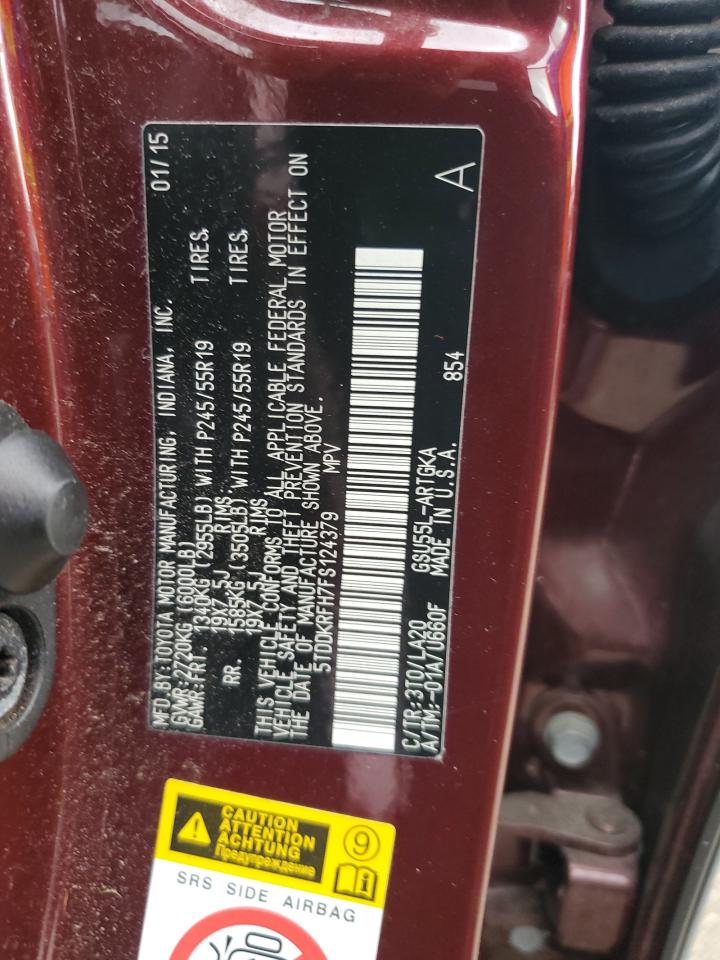 MFD.BY:TOYOTA MOTOR MANUFACTURING, INDIANA, INC. 01/15
GVWR:2720KG (6000LB)
GAWR:FRT. 1340KG (2955LB) WITH P245/55R19 TIRES,
19X7.5J RIMS
RR. 1585KG (3505LB) WITH P245/55R19 TIRES,
19X7.5J RIMS
THIS VEHICLE CONFORMS TO ALL APPLICABLE FEDERAL MOTOR
VEHICLE SAFETY AND THEFT PREVENTION STANDARDS IN EFFECT ON
THE DATE OF MANUFACTURE SHOWN ABOVE.
5TDDKRFH7FS124379 MPV
C/TR:3T0/LA20 GSU55L-ARTGKA 854
A/TM:-01A/U660F MADE IN U.S.A.
A
CAUTION
ATTENTION
ACHTUNG
Предупреждение
9
i
SRS SIDE AIRBAG